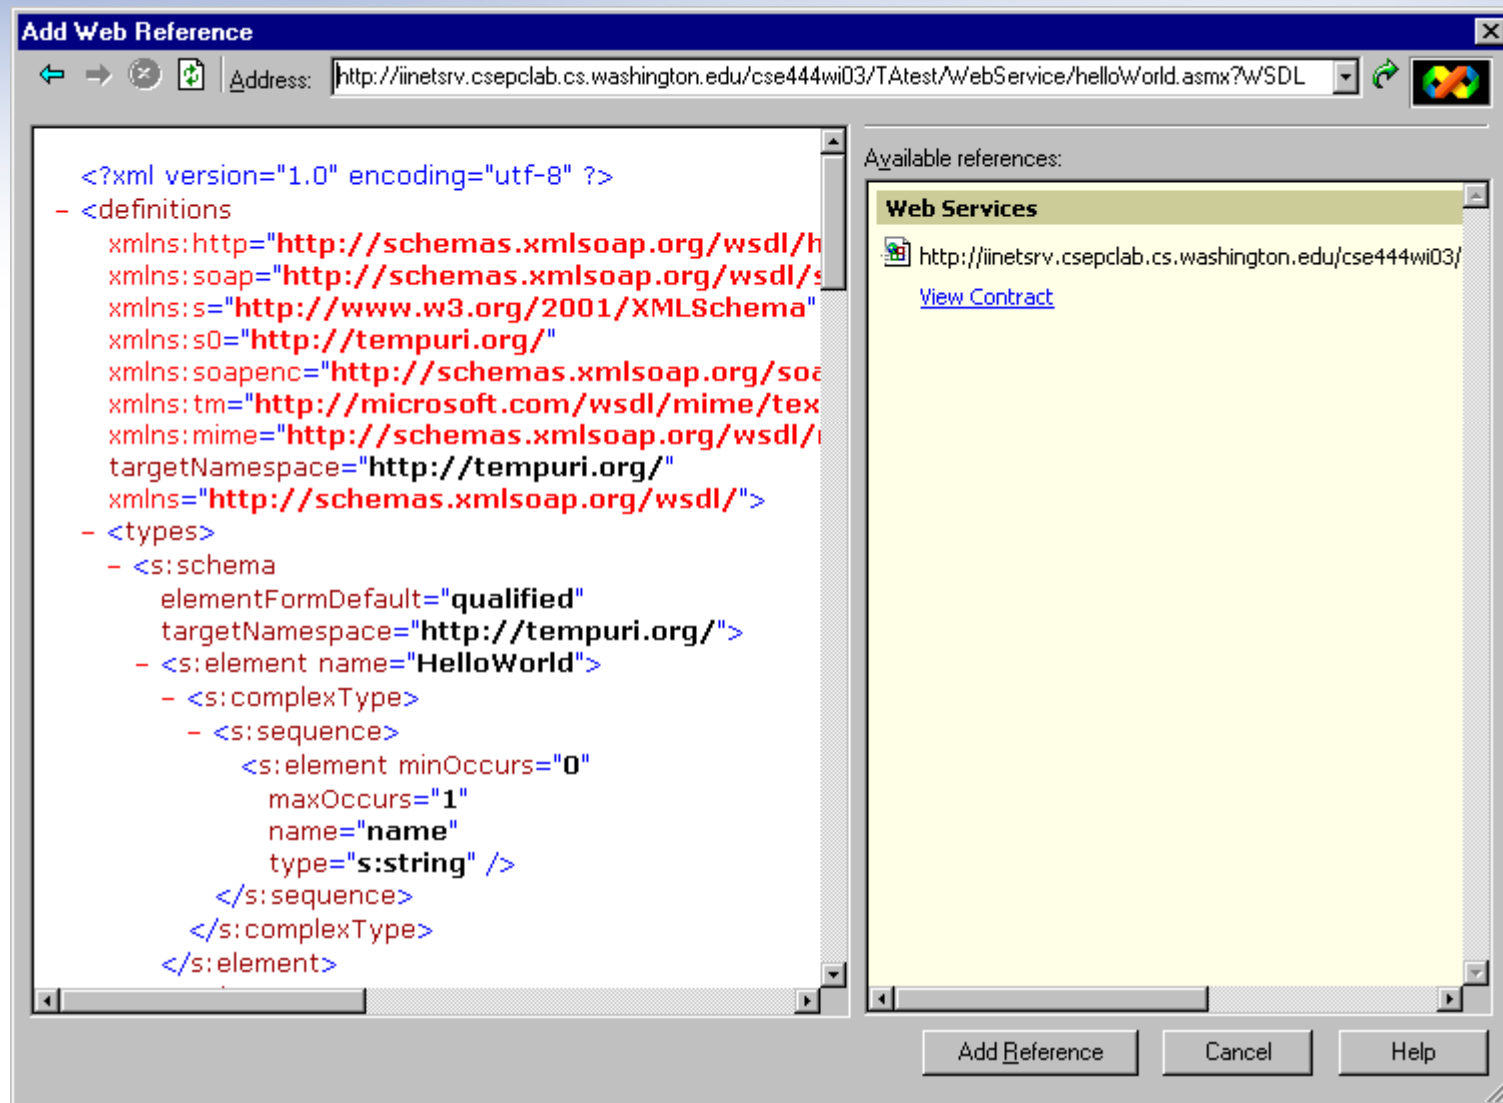 Add Web Reference
Address: http://iinetsrv.csepclab.cs.washington.edu/cse444wi03/TAtest/WebService/helloWorld.asmx?WSDL
<?xml version="1.0" encoding="utf-8" ?>
- <definitions
xmlns:http="http://schemas.xmlsoap.org/wsdl/h
xmlns:soap="http://schemas.xmlsoap.org/wsdl/s
xmlns:s="http://www.w3.org/2001/XMLSchema"
xmlns:s0="http://tempuri.org/"
xmlns:soapenc="http://schemas.xmlsoap.org/soa
xmlns:tm="http://microsoft.com/wsdl/mime/tex
xmlns:mime="http://schemas.xmlsoap.org/wsdl/
targetNamespace="http://tempuri.org/"
xmlns="http://schemas.xmlsoap.org/wsdl/">
- <types>
- <s:schema
elementFormDefault="qualified"
targetNamespace="http://tempuri.org/">
- <s:element name="HelloWorld">
- <s:complexType>
- <s:sequence>
<s:element minOccurs="0"
maxOccurs="1"
name="name"
type="s:string" />
</s:sequence>
</s:complexType>
</s:element>
Available references:
Web Services
http://iinetsrv.csepclab.cs.washington.edu/cse444wi03/
View Contract
Add Reference
Cancel
Help